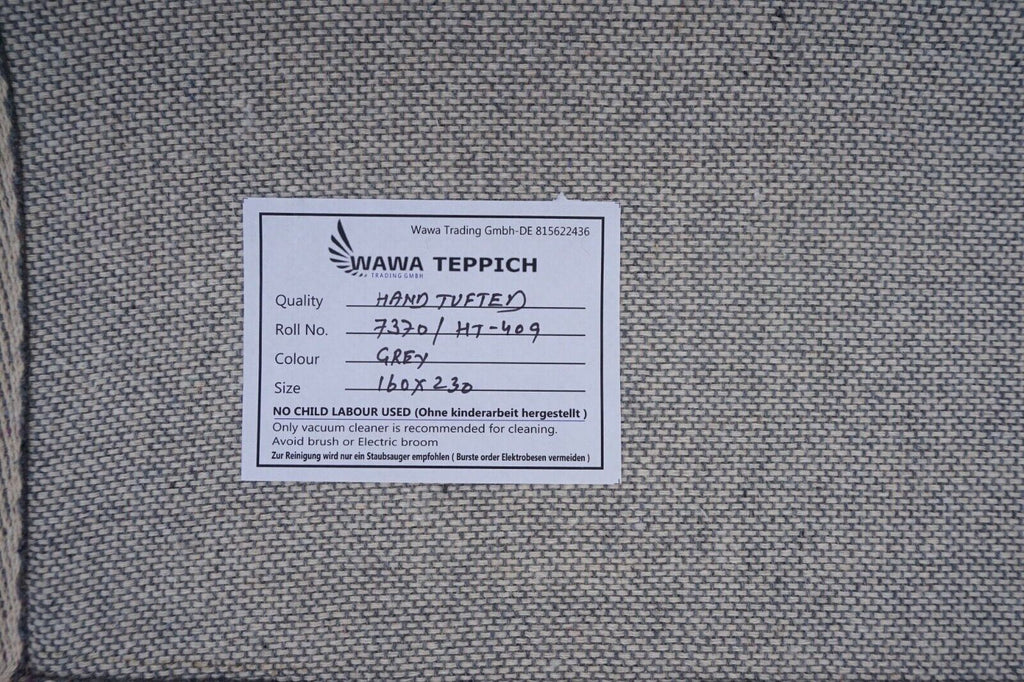 Wawa Trading Gmbh-DE 815622436
WAWA TEPPICH
TRADING GMBH
Quality HAND TUFTED
Roll No. 7370/ HT-409
Colour GREY
Size 160X230
NO CHILD LABOUR USED (Ohne kinderarbeit hergestellt )
Only vacuum cleaner is recommended for cleaning.
Avoid brush or Electric broom
Zur Reinigung wird nur ein Staubsauger empfohlen ( Burste order Elektrobesen vermeiden )